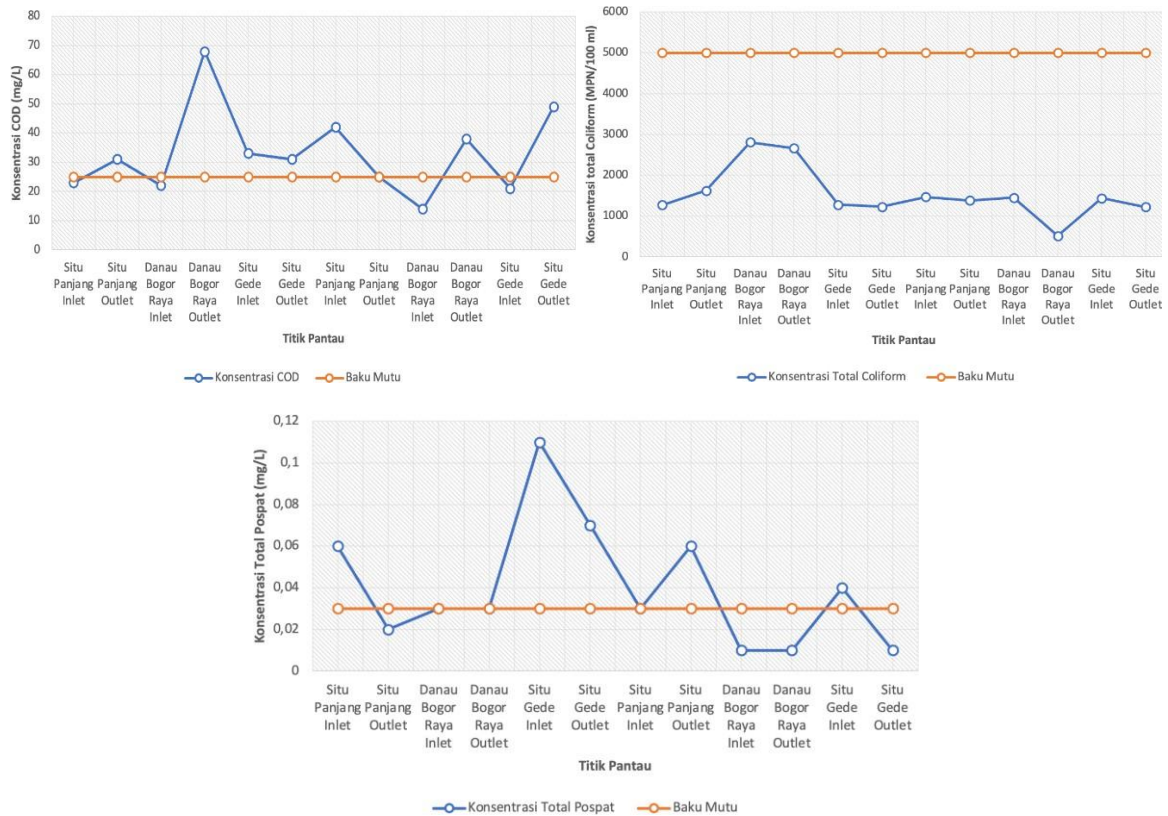 Konsentrasi COD (mg/L)
80
70
60
50
40
30
20
10
0
Situ Panjang Inlet
Situ Panjang Outlet
Danau Bogor Raya Inlet
Danau Bogor Raya Outlet
Situ Gede Inlet
Situ Gede Outlet
Situ Panjang Inlet
Situ Panjang Outlet
Danau Bogor Raya Inlet
Danau Bogor Raya Outlet
Situ Gede Inlet
Situ Gede Outlet
Titik Pantau
Konsentrasi COD
Baku Mutu
Konsentrasi total Coliform (MPN/100 ml)
6000
5000
4000
3000
2000
1000
0
Situ Panjang Inlet
Situ Panjang Outlet
Danau Bogor Raya Inlet
Danau Bogor Raya Outlet
Situ Gede Inlet
Situ Gede Outlet
Situ Panjang Inlet
Situ Panjang Outlet
Danau Bogor Raya Inlet
Danau Bogor Raya Outlet
Situ Gede Inlet
Situ Gede Outlet
Titik Pantau
Konsentrasi Total Coliform
Baku Mutu
Konsentrasi Total Pospat (mg/L)
0,12
0,1
0,08
0,06
0,04
0,02
0
Situ Panjang Inlet
Situ Panjang Outlet
Danau Bogor Raya Inlet
Danau Bogor Raya Outlet
Situ Gede Inlet
Situ Gede Outlet
Situ Panjang Inlet
Situ Panjang Outlet
Danau Bogor Raya Inlet
Danau Bogor Raya Outlet
Situ Gede Inlet
Situ Gede Outlet
Titik Pantau
Konsentrasi Total Pospat
Baku Mutu